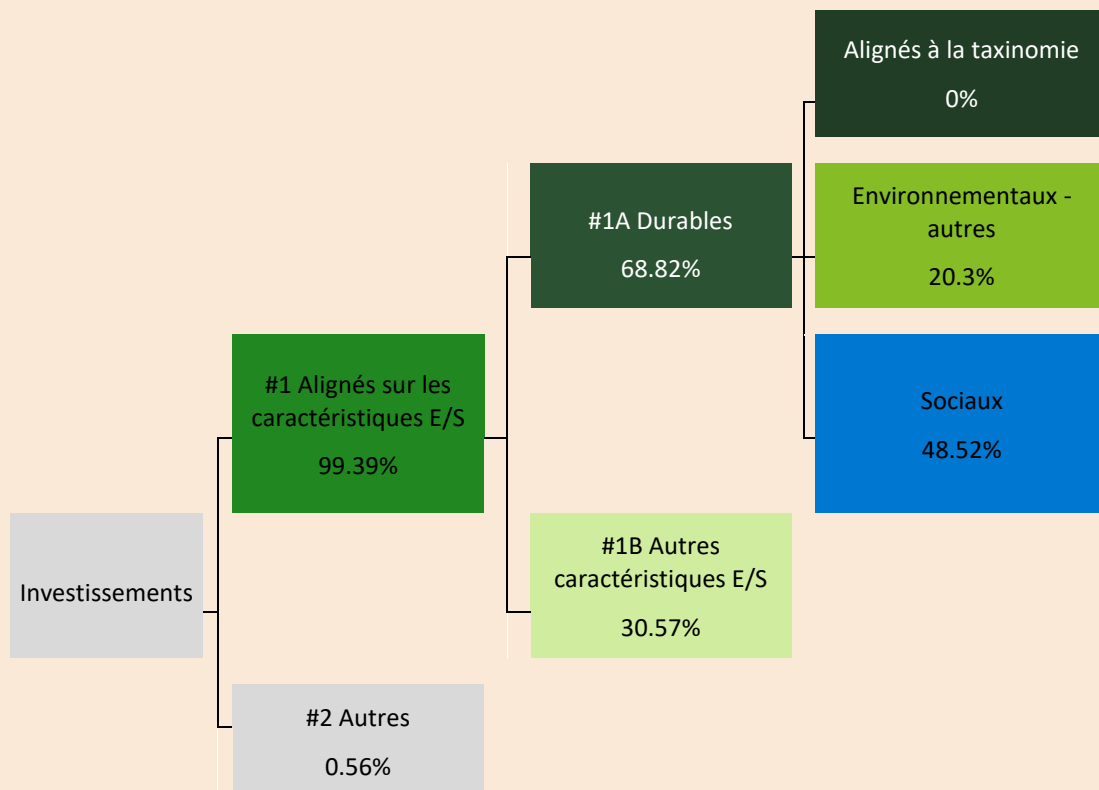 Alignés à la taxinomie
0%
Environnementaux -
autres
20.3%
#1A Durables
68.82%
Sociaux
48.52%
#1 Alignés sur les
caractéristiques E/S
99.39%
#1B Autres
caractéristiques E/S
30.57%
Investissements
#2 Autres
0.56%